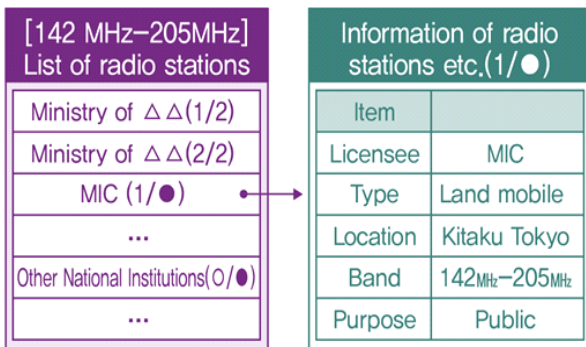 [142 MHz-205MHz]
List of radio stations
Ministry of △△(1/2)
Ministry of △△(2/2)
MIC (1/●)
...
Other National Institutions(○/●)
...
Information of radio
stations etc.(1/●)
Item
Licensee MIC
Type Land mobile
Location Kitaku Tokyo
Band 142MHz-205MHz
Purpose Public